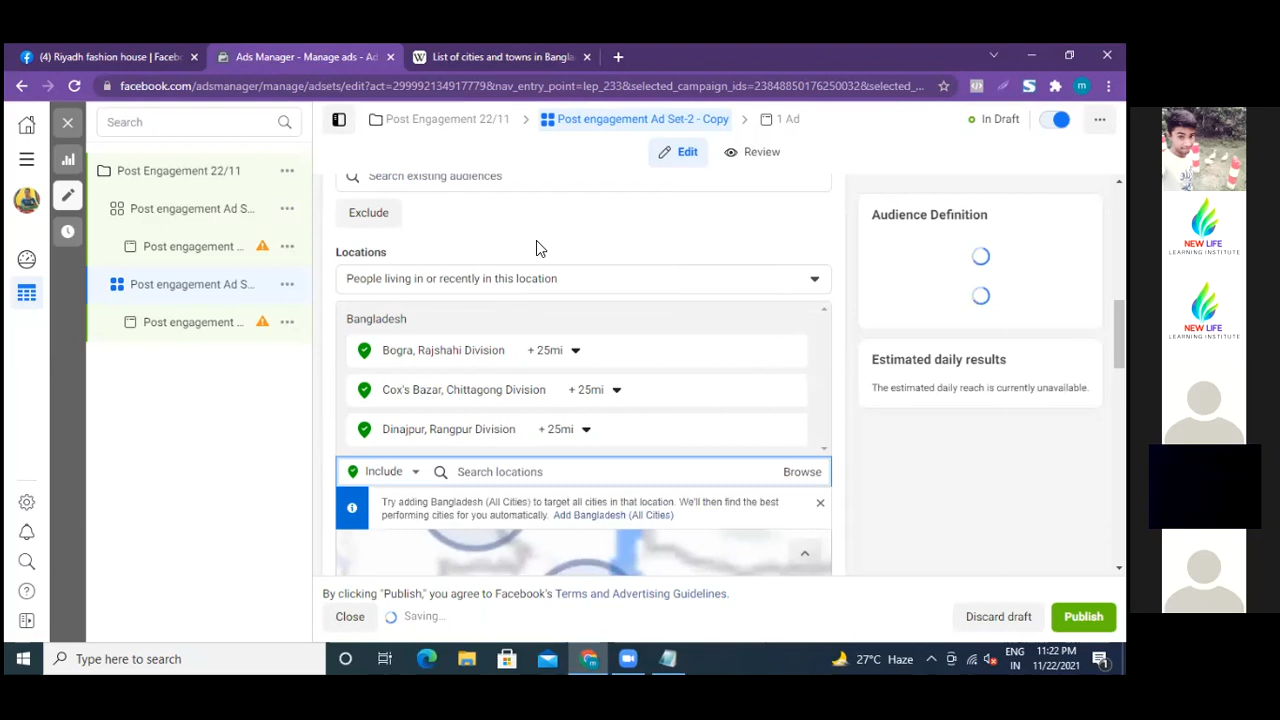 (4) Riyadh fashion house | Faceb
Ads Manager - Manage ads - Ad
List of cities and towns in Bangla
facebook.com/adsmanager/manage/adsets/edit?act=299992134917779&nav_entry_point=lep_233&selected_campaign_ids=23848850176250032&selected_...
Search
Post Engagement 22/11
Post engagement Ad Set-2 - Copy
1 Ad
In Draft
Edit
Review
Post Engagement 22/11
Post engagement Ad S...
Post engagement ...
Post engagement Ad S...
Post engagement ...
Search existing audiences
Exclude
Locations
People living in or recently in this location
Bangladesh
Bogra, Rajshahi Division + 25mi
Cox's Bazar, Chittagong Division + 25mi
Dinajpur, Rangpur Division + 25mi
Include
Search locations
Browse
Try adding Bangladesh (All Cities) to target all cities in that location. We'll then find the best
performing cities for you automatically. Add Bangladesh (All Cities)
Audience Definition
Estimated daily results
The estimated daily reach is currently unavailable.
By clicking "Publish," you agree to Facebook's Terms and Advertising Guidelines.
Close
Saving...
Discard draft
Publish
Type here to search
27°C Haze
ENG
IN
11:22 PM
11/22/2021
1
NEW LIFE
LEARNING INSTITUTE
NEW LIFE
LEARNING INSTITUTE